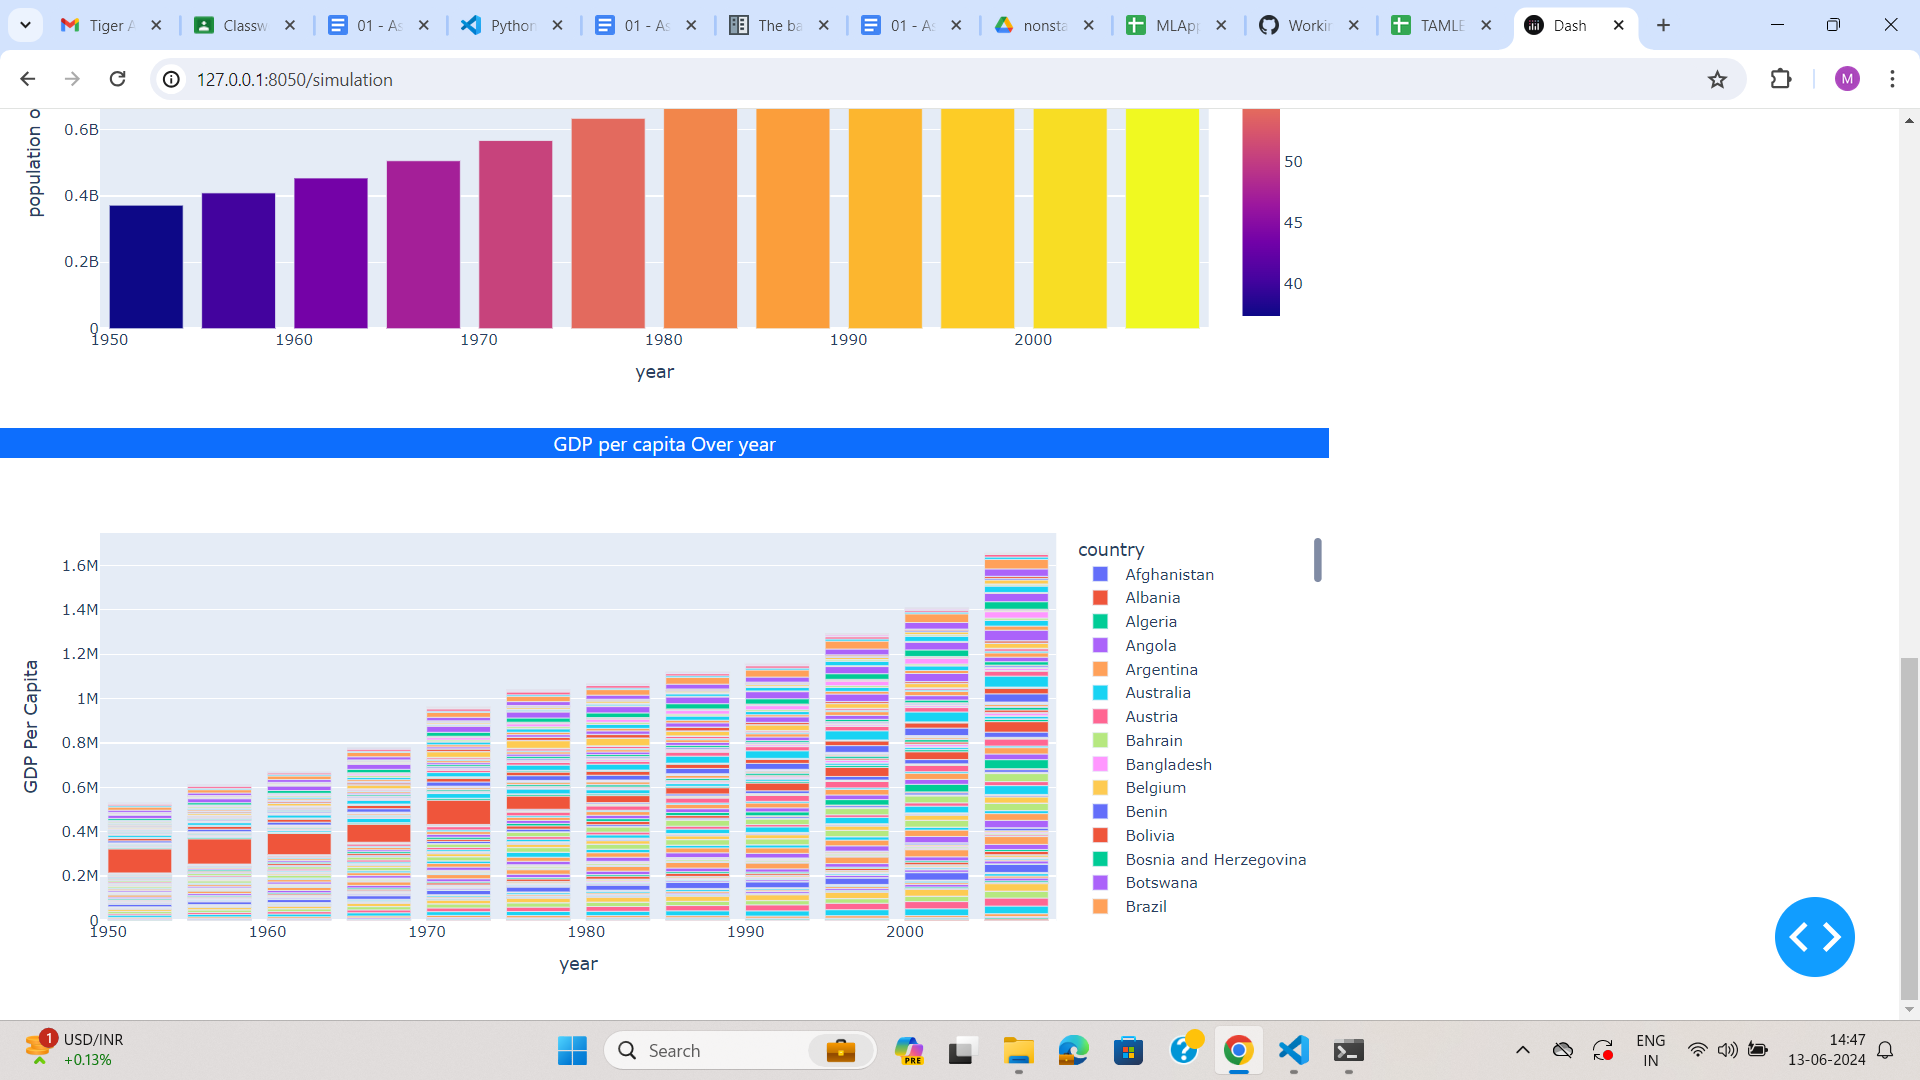 Tiger A
Classw
01 - As
Python
01 - As
The ba
01 - As
nonsta
MLApp
Workin
TAMLE
Dash
127.0.0.1:8050/simulation
M
population o
0.6B
0.4B
0.2B
0
1950
1960
1970
1980
1990
2000
year
50
45
40
GDP per capita Over year
GDP Per Capita
1.6M
1.4M
1.2M
1M
0.8M
0.6M
0.4M
0.2M
0
1950
1960
1970
1980
1990
2000
year
country
Afghanistan
Albania
Algeria
Angola
Argentina
Australia
Austria
Bahrain
Bangladesh
Belgium
Benin
Bolivia
Bosnia and Herzegovina
Botswana
Brazil
1
USD/INR
+0.13%
Search
PRE
ENG
IN
14:47
13-06-2024